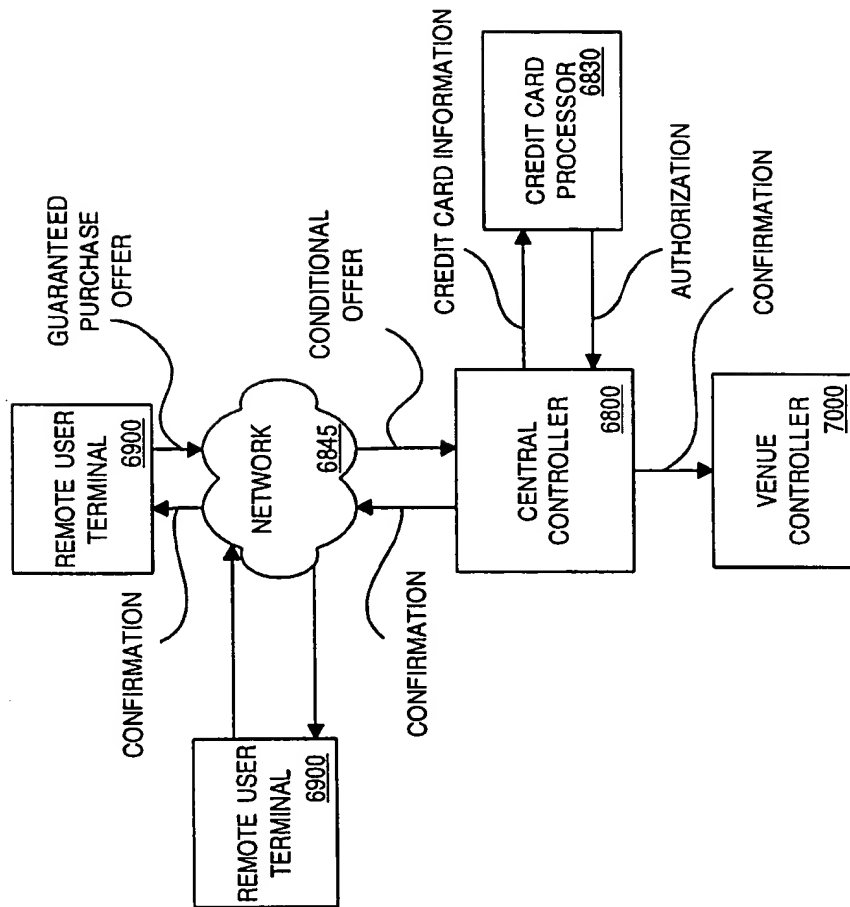 GUARANTEED
PURCHASE
OFFER
REMOTE USER
TERMINAL
6900
CONFIRMATION
CONDITIONAL
OFFER
NETWORK
6845
REMOTE USER
TERMINAL
6900
CONFIRMATION
CREDIT CARD INFORMATION
CREDIT CARD
PROCESSOR
6830
AUTHORIZATION
CENTRAL
CONTROLLER
6800
CONFIRMATION
VENUE
CONTROLLER
7000